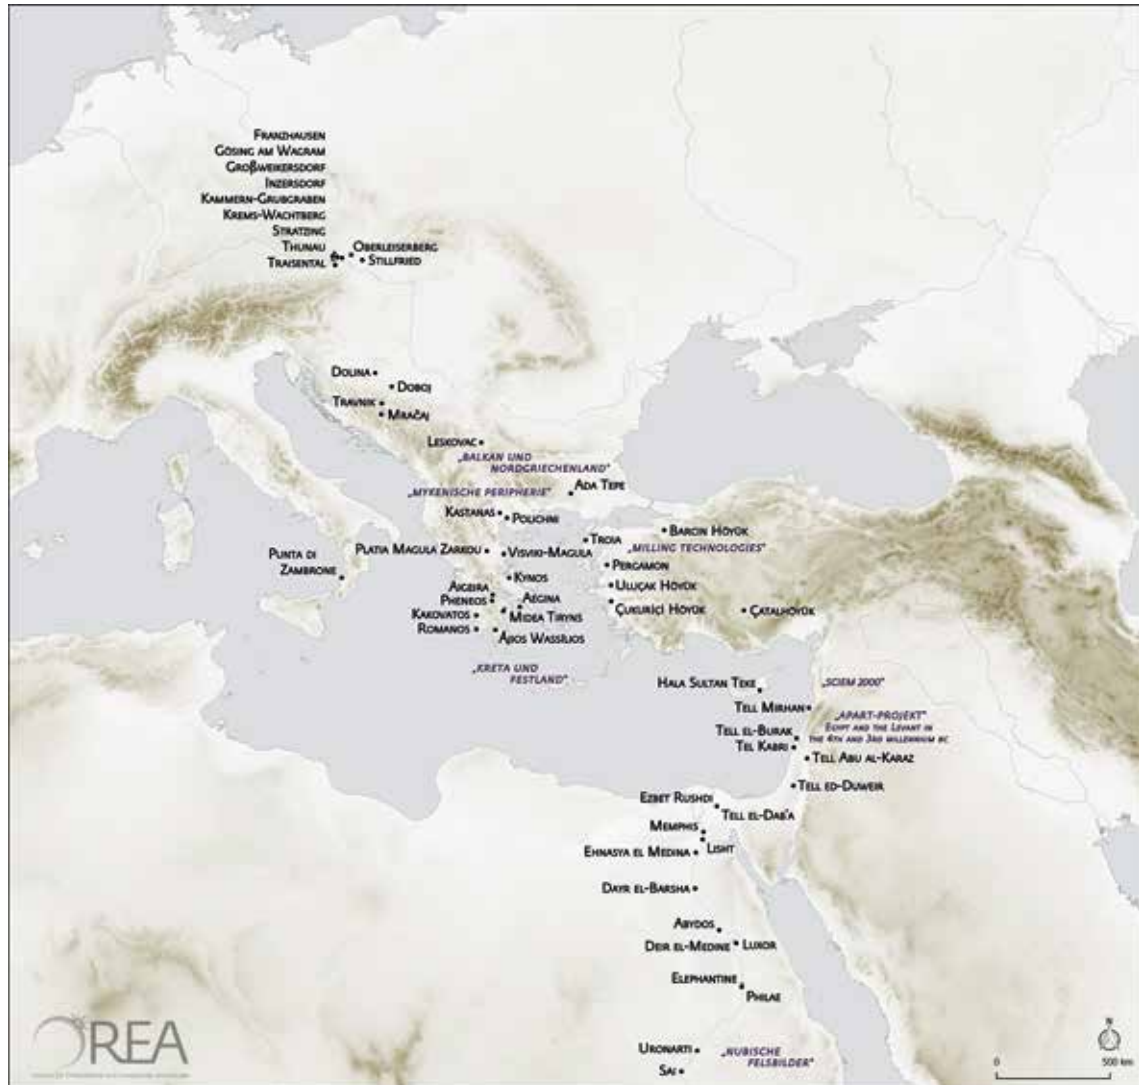 Franzhausen
Gösing am Wagram
Großweikersdorf
Inzersdorf
Kammern-Grubgraben
Krems-Wachtberg
Stratzing
Thunau
Traisental
Oberleiserberg
Stillfried
Dolina
Doboj
Travnik
Mračaj
Leskovac
„Balkan und
Nordgriechenland"
„Mykenische Peripherie"
Ada Tepe
Kastanas
Polichni
Troia
Barcin Höyük
Platia Magula Zarkou
Visviki-Magula
„Milling Technologies"
Punta di
Zambrone
Pergamon
Kynos
Uluçak Höyük
Aigeira
Pheneos
Aegina
Çukuriçi Höyük
Çatalhöyük
Kakovatos
Midea Tiryns
Romanos
Ajios Wassilios
„Kreta und
Festland"
Hala Sultan Teke
„SCIEM 2000"
Tell Mirhan
„APART-Projekt"
Egypt and the Levant in
the 4th and 3rd millennium BC
Tell el-Burak
Tel Kabri
Tell Abu al-Karaz
Tell ed-Duweir
Ezbet Rushdi
Tell el-Dab'a
Memphis
Lisht
Ehnasya el Medina
Dayr el-Barsha
Abydos
Deir el-Medine
Luxor
Elephantine
Philae
Uronarti
Sai
„Nubische
Felsbilder"
OREA
N
0 500 km